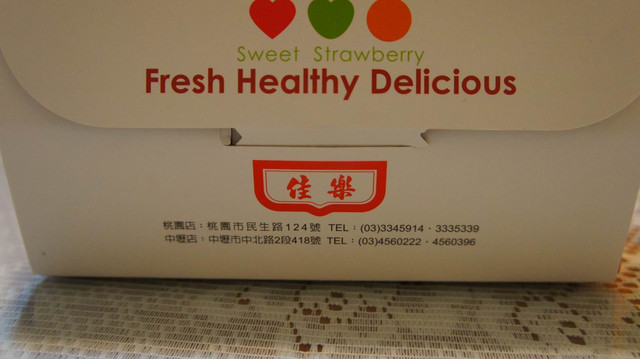 Sweet Strawberry
Fresh Healthy Delicious
佳樂
桃園店：桃園市民生路124號 TEL：(03)3345914．3335339
中壢店：中壢市中北路2段418號 TEL：(03)4560222．4560396